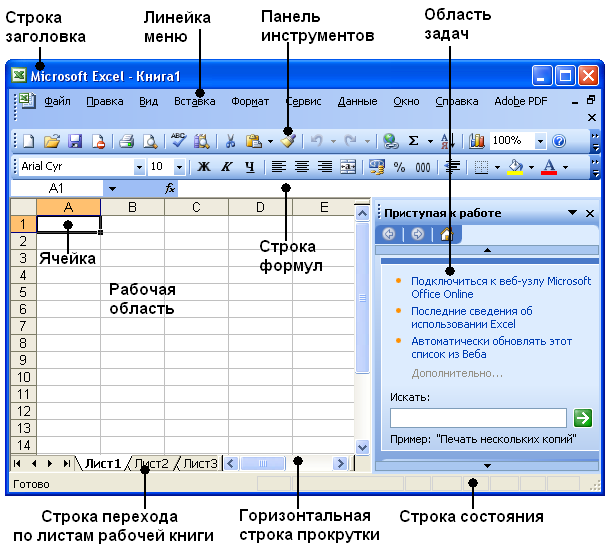 Строка
заголовка
Линейка
меню
Панель
инструментов
Область
задач
Microsoft Excel - Книга1
Файл Правка Вид Вставка Формат Сервис Данные Окно Справка Adobe PDF
ABC Σ А Я 100%
Arial Cyr 10 Ж К Ч % 000 A
A1 fx
A B C D E
Приступая к работе
1
2
3
4
5
6
7
8
9
10
11
12
13
14
Ячейка
Рабочая
область
Строка
формул
Подключиться к веб-узлу Microsoft
Office Online
Последние сведения об
использовании Excel
Автоматически обновлять этот
список из Веба
Дополнительно...
Искать:
Пример: "Печать нескольких копий"
Лист1 Лист2 Лист3
Готово
Строка перехода
по листам рабочей книги
Горизонтальная
строка прокрутки
Строка состояния